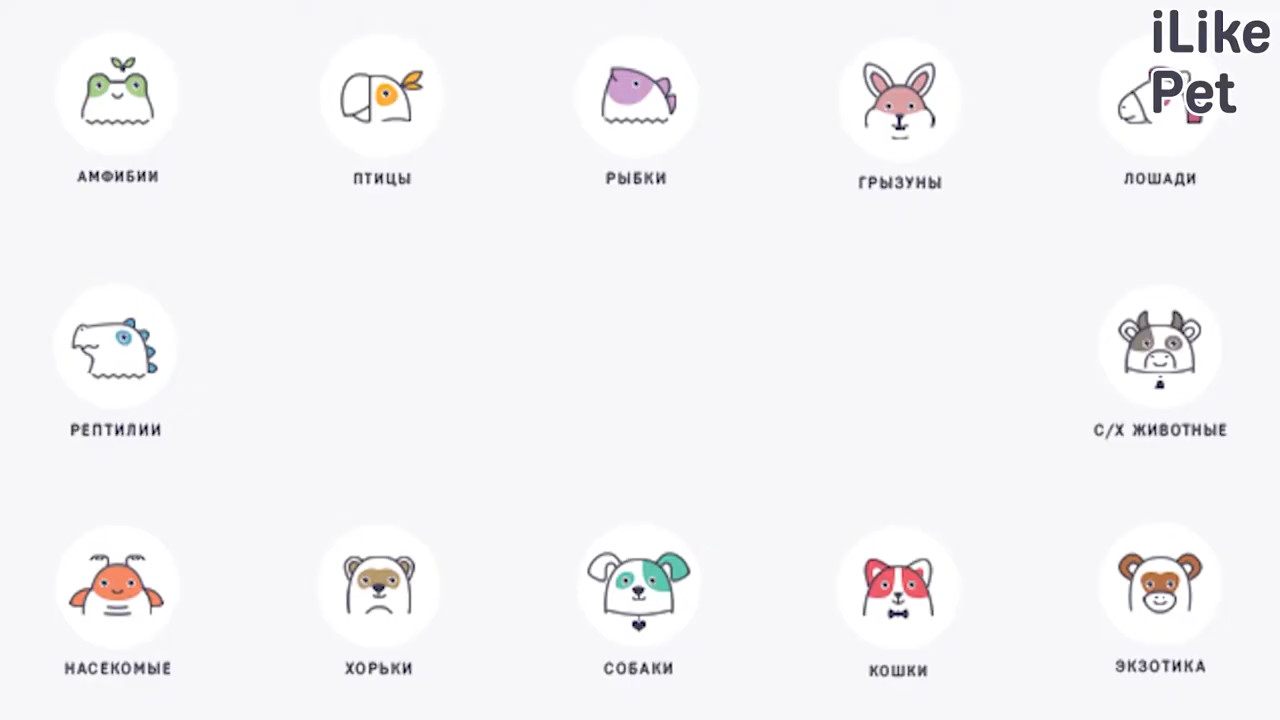 iLike
Pet
АМФИБИИ
ПТИЦЫ
РЫБКИ
ГРЫЗУНЫ
ЛОШАДИ
РЕПТИЛИИ
С/Х ЖИВОТНЫЕ
НАСЕКОМЫЕ
ХОРЬКИ
СОБАКИ
КОШКИ
ЭКЗОТИКА